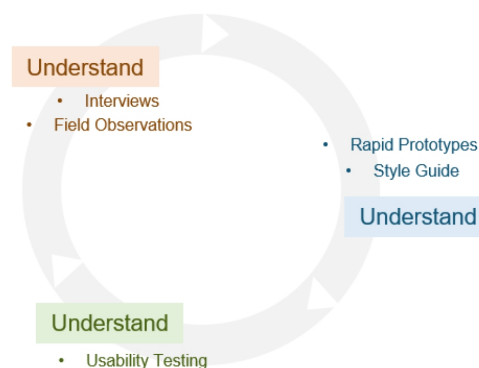 Understand
• Interviews
• Field Observations
• Rapid Prototypes
• Style Guide
Understand
Understand
• Usability Testing